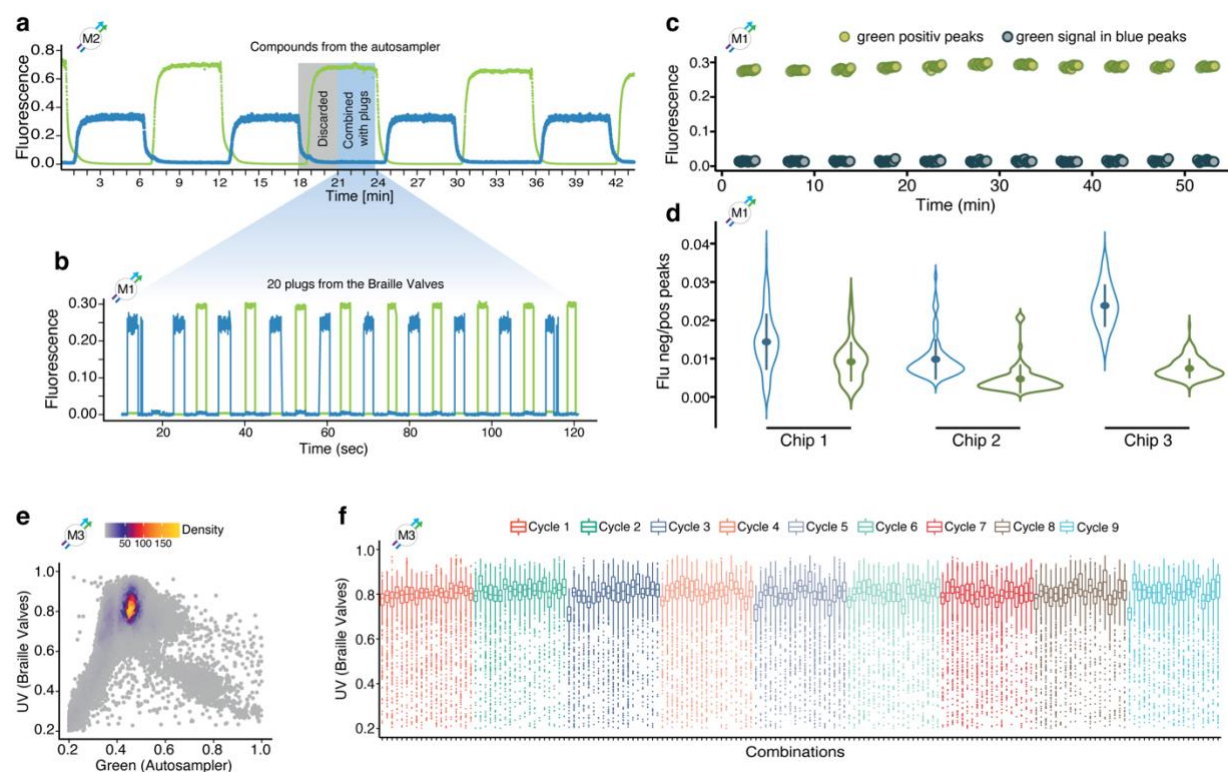 a
M2
Compounds from the autosampler
Fluorescence
0.8
0.6
0.4
0.2
0.0
Discarded
Combined
with plugs
3 6 9 12 15 18 21 24 27 30 33 36 39 42
Time [min]
b
M1
20 plugs from the Braille Valves
Fluorescence
0.30
0.20
0.10
0.00
20 40 60 80 100 120
Time (sec)
c
M1
green positiv peaks
green signal in blue peaks
Fluorescence
0.3
0.2
0.1
0.0
0 10 20 30 40 50
Time (min)
d
M1
Flu neg/pos peaks
0.04
0.03
0.02
0.01
0.00
Chip 1 Chip 2 Chip 3
e
M3
Density
50 100 150
UV (Braille Valves)
1.0
0.8
0.6
0.4
0.2
0.2 0.4 0.6 0.8 1.0
Green (Autosampler)
f
M3
Cycle 1 Cycle 2 Cycle 3 Cycle 4 Cycle 5 Cycle 6 Cycle 7 Cycle 8 Cycle 9
UV (Braille Valves)
1.0
0.8
0.6
0.4
0.2
Combinations